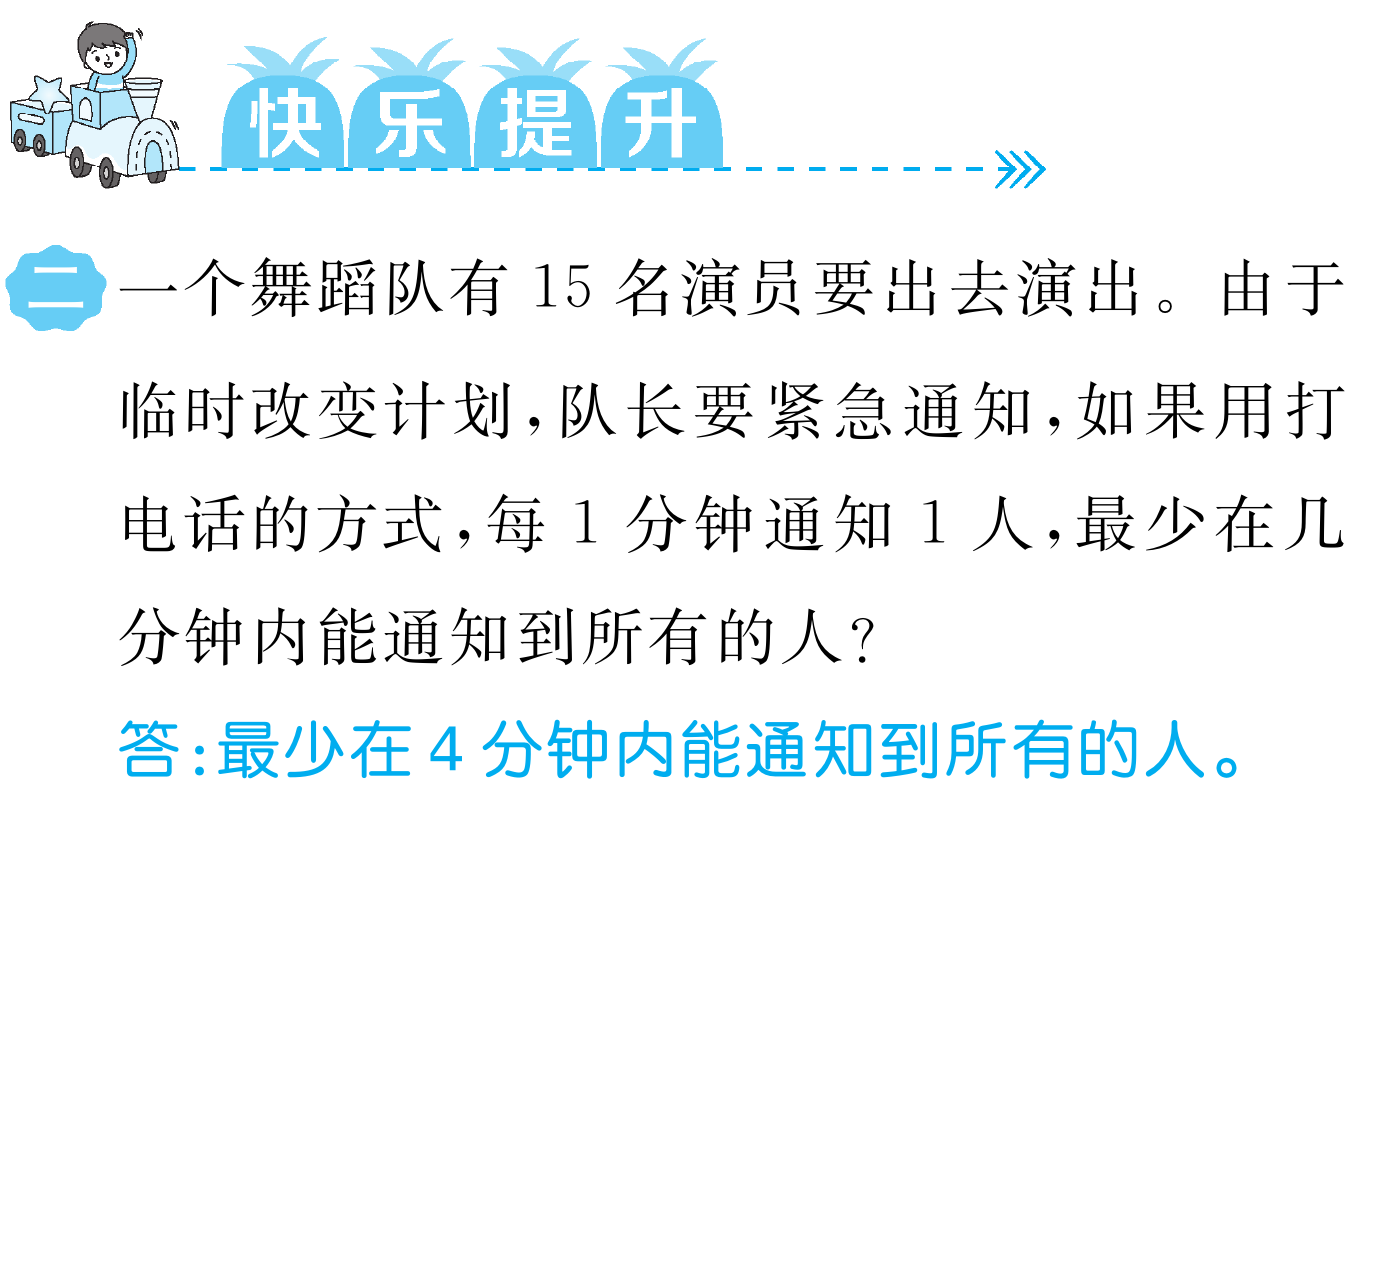 快乐提升
二 一个舞蹈队有 15 名演员要出去演出。由于
临时改变计划,队长要紧急通知,如果用打
电话的方式,每 1 分钟通知 1 人,最少在几
分钟内能通知到所有的人?
答:最少在 4 分钟内能通知到所有的人。